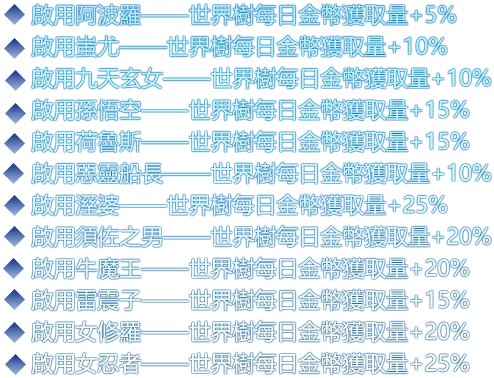 啟用阿波羅——世界樹每日金幣獲取量+5%
啟用蚩尤——世界樹每日金幣獲取量+10%
啟用九天玄女——世界樹每日金幣獲取量+10%
啟用孫悟空——世界樹每日金幣獲取量+15%
啟用荷魯斯——世界樹每日金幣獲取量+15%
啟用惡靈船長——世界樹每日金幣獲取量+10%
啟用溼婆——世界樹每日金幣獲取量+25%
啟用須佐之男——世界樹每日金幣獲取量+20%
啟用牛魔王——世界樹每日金幣獲取量+20%
啟用雷震子——世界樹每日金幣獲取量+15%
啟用女修羅——世界樹每日金幣獲取量+20%
啟用女忍者——世界樹每日金幣獲取量+25%